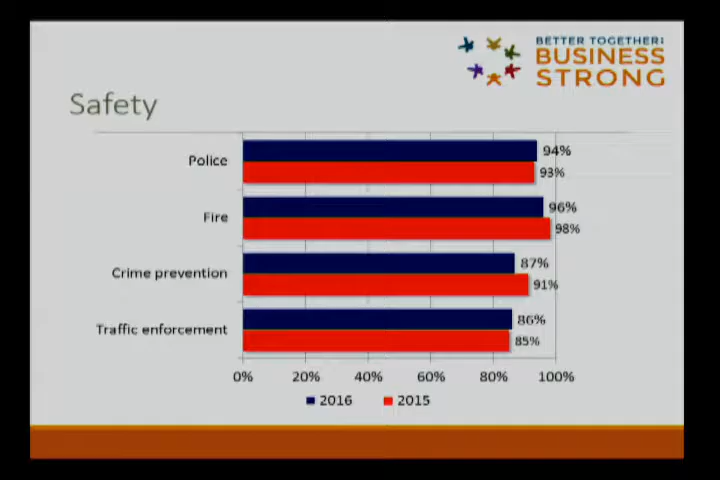 BETTER TOGETHER:
BUSINESS
STRONG
Safety
Police
94%
93%
Fire
96%
98%
Crime prevention
87%
91%
Traffic enforcement
86%
85%
0% 20% 40% 60% 80% 100%
2016 2015